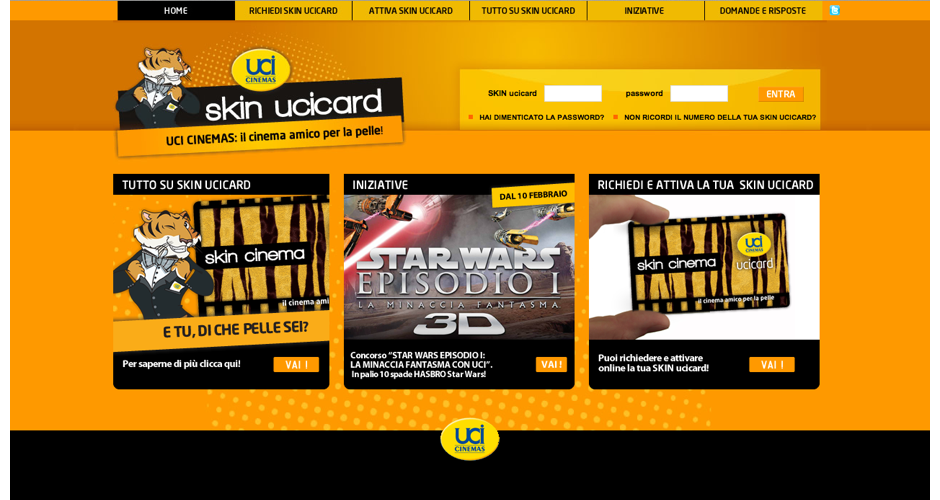 HOME
RICHIEDI SKIN UCICARD
ATTIVA SKIN UCICARD
TUTTO SU SKIN UCICARD
INIZIATIVE
DOMANDE E RISPOSTE
uci
CINEMAS
skin ucicard
UCI CINEMAS: il cinema amico per la pelle!
SKIN ucicard
password
ENTRA
HAI DIMENTICATO LA PASSWORD?
NON RICORDI IL NUMERO DELLA TUA SKIN UCICARD?
TUTTO SU SKIN UCICARD
skin cinema
il cinema ami
E TU, DI CHE PELLE SEI?
Per saperne di più clicca qui!
VAI !
INIZIATIVE
DAL 10 FEBBRAIO
STAR WARS
EPISODIO I
LA MINACCIA FANTASMA
3D
Concorso “STAR WARS EPISODIO I:
LA MINACCIA FANTASMA CON UCI”.
In palio 10 spade HASBRO Star Wars!
VAI !
RICHIEDI E ATTIVA LA TUA SKIN UCICARD
uci
CINEMAS
skin cinema
ucicard
il cinema amico per la pelle
Puoi richiedere e attivare
online la tua SKIN ucicard!
VAI !
uci
CINEMAS